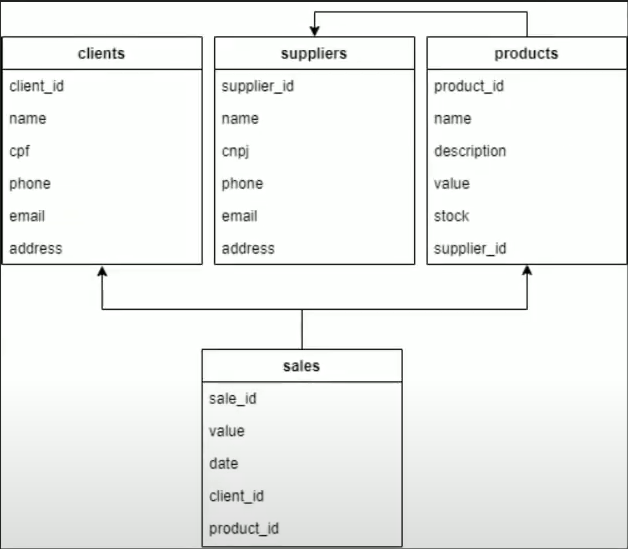 clients
client_id
name
cpf
phone
email
address
suppliers
supplier_id
name
cnpj
phone
email
address
products
product_id
name
description
value
stock
supplier_id
sales
sale_id
value
date
client_id
product_id